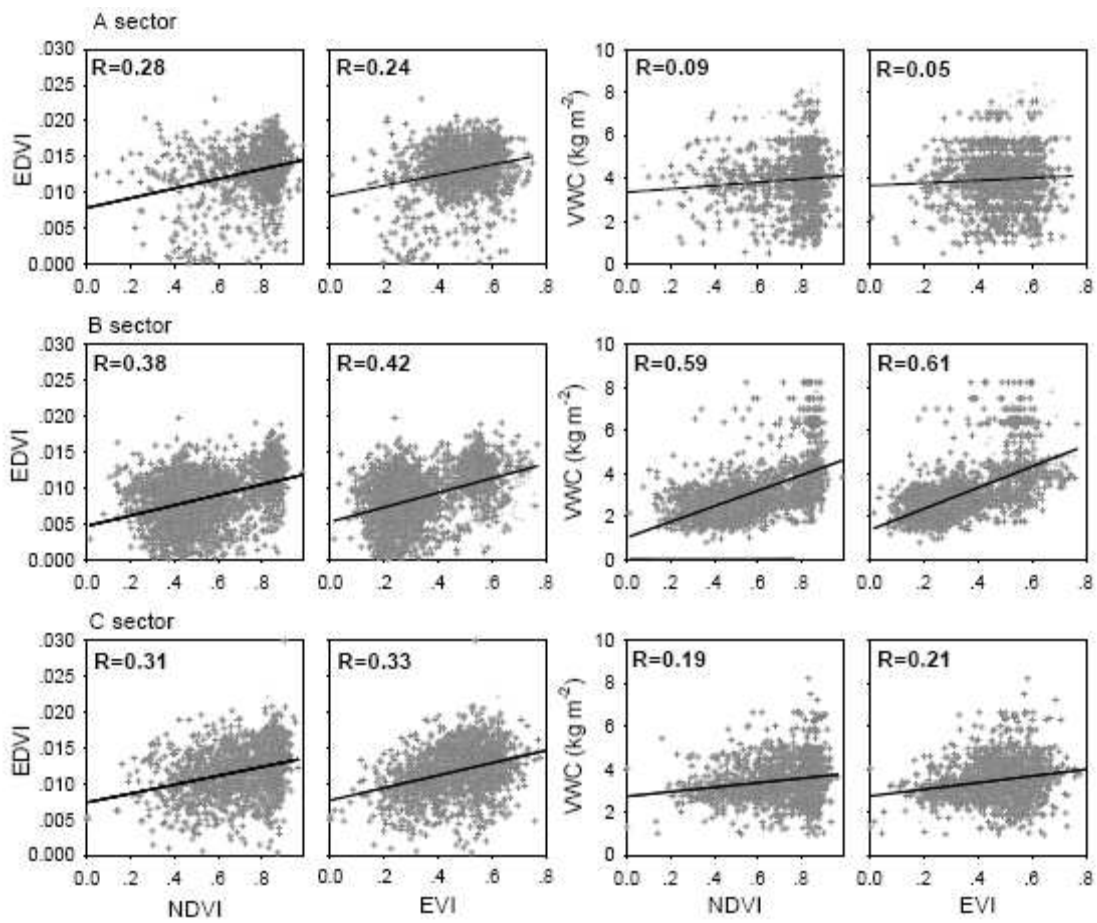 A sector
.030 .025 .020 .015 .010 .005 0.000
EDVI
R=0.28
R=0.24
10 8 6 4 2 0
VWC (kg m-2)
R=0.09
R=0.05
0.0 .2 .4 .6 .8
0.0 .2 .4 .6 .8
0.0 .2 .4 .6 .8
0.0 .2 .4 .6 .8
B sector
.030 .025 .020 .015 .010 .005 0.000
EDVI
R=0.38
R=0.42
10 8 6 4 2 0
VWC (kg m-2)
R=0.59
R=0.61
0.0 .2 .4 .6 .8
0.0 .2 .4 .6 .8
0.0 .2 .4 .6 .8
0.0 .2 .4 .6 .8
C sector
.030 .025 .020 .015 .010 .005 0.000
EDVI
R=0.31
R=0.33
10 8 6 4 2 0
VWC (kg m-2)
R=0.19
R=0.21
0.0 .2 .4 .6 .8
0.0 .2 .4 .6 .8
0.0 .2 .4 .6 .8
0.0 .2 .4 .6 .8
NDVI
EVI
NDVI
EVI